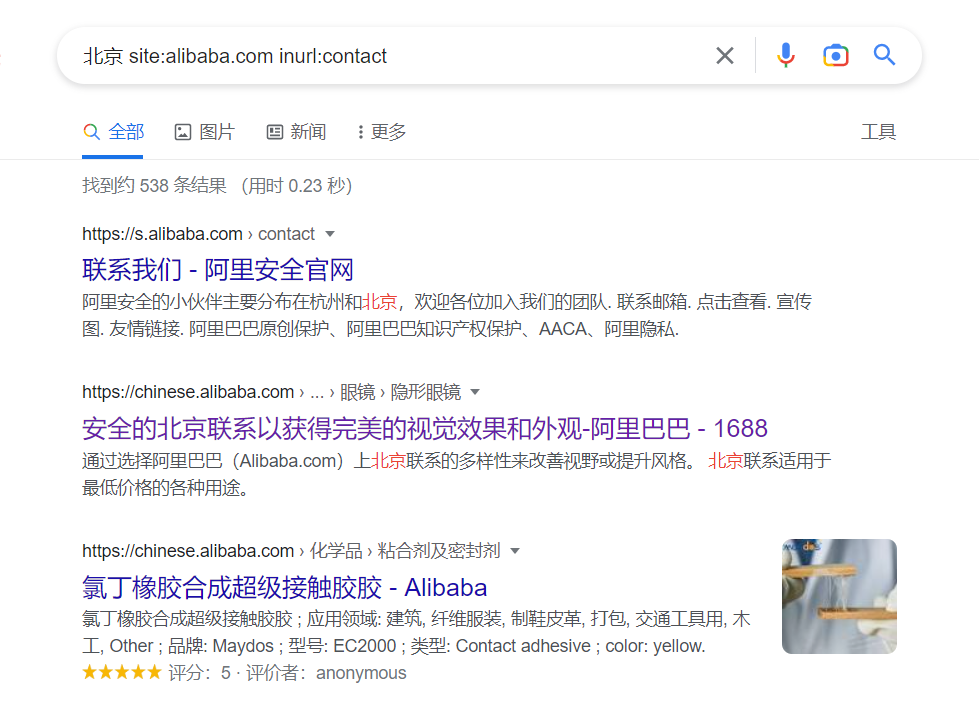 北京 site:alibaba.com inurl:contact
全部 图片 新闻 更多 工具
找到约 538 条结果 （用时 0.23 秒）
https://s.alibaba.com › contact
联系我们 - 阿里安全官网
阿里安全的小伙伴主要分布在杭州和北京，欢迎各位加入我们的团队. 联系邮箱. 点击查看. 宣传
图. 友情链接. 阿里巴巴原创保护、阿里巴巴知识产权保护、AACA、阿里隐私.
https://chinese.alibaba.com › ... › 眼镜 › 隐形眼镜
安全的北京联系以获得完美的视觉效果和外观-阿里巴巴 - 1688
通过选择阿里巴巴（Alibaba.com）上北京联系的多样性来改善视野或提升风格。 北京联系适用于
最低价格的各种用途。
https://chinese.alibaba.com › 化学品 › 粘合剂及密封剂
氯丁橡胶合成超级接触胶胶 - Alibaba
氯丁橡胶合成超级接触胶胶 ; 应用领域: 建筑, 纤维服装, 制鞋皮革, 打包, 交通工具用, 木
工, Other ; 品牌: Maydos ; 型号: EC2000 ; 类型: Contact adhesive ; color: yellow.
评分：5 · 评价者：anonymous